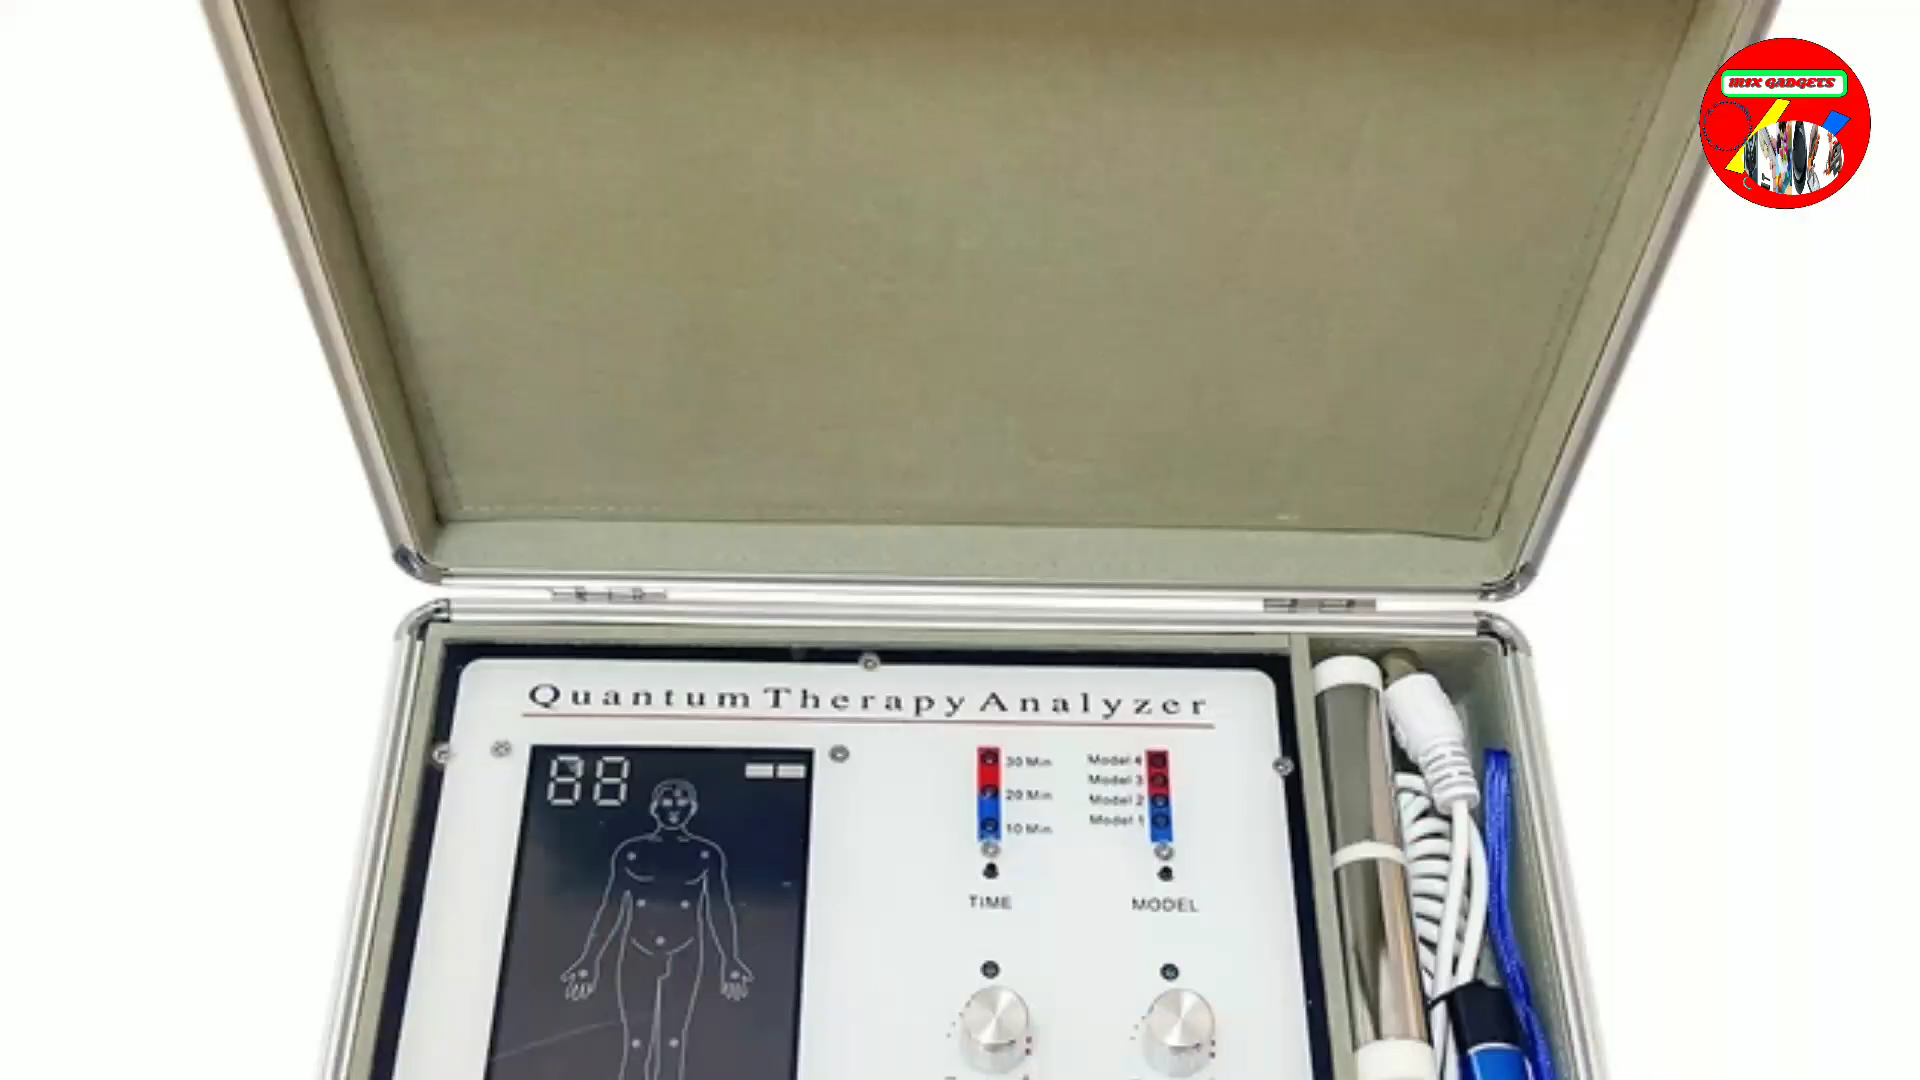 MIX GADGETS
Quantum Therapy Analyzer
88
30 Min
20 Min
10 Min
Model 4
Model 3
Model 2
Model 1
TIME
MODEL